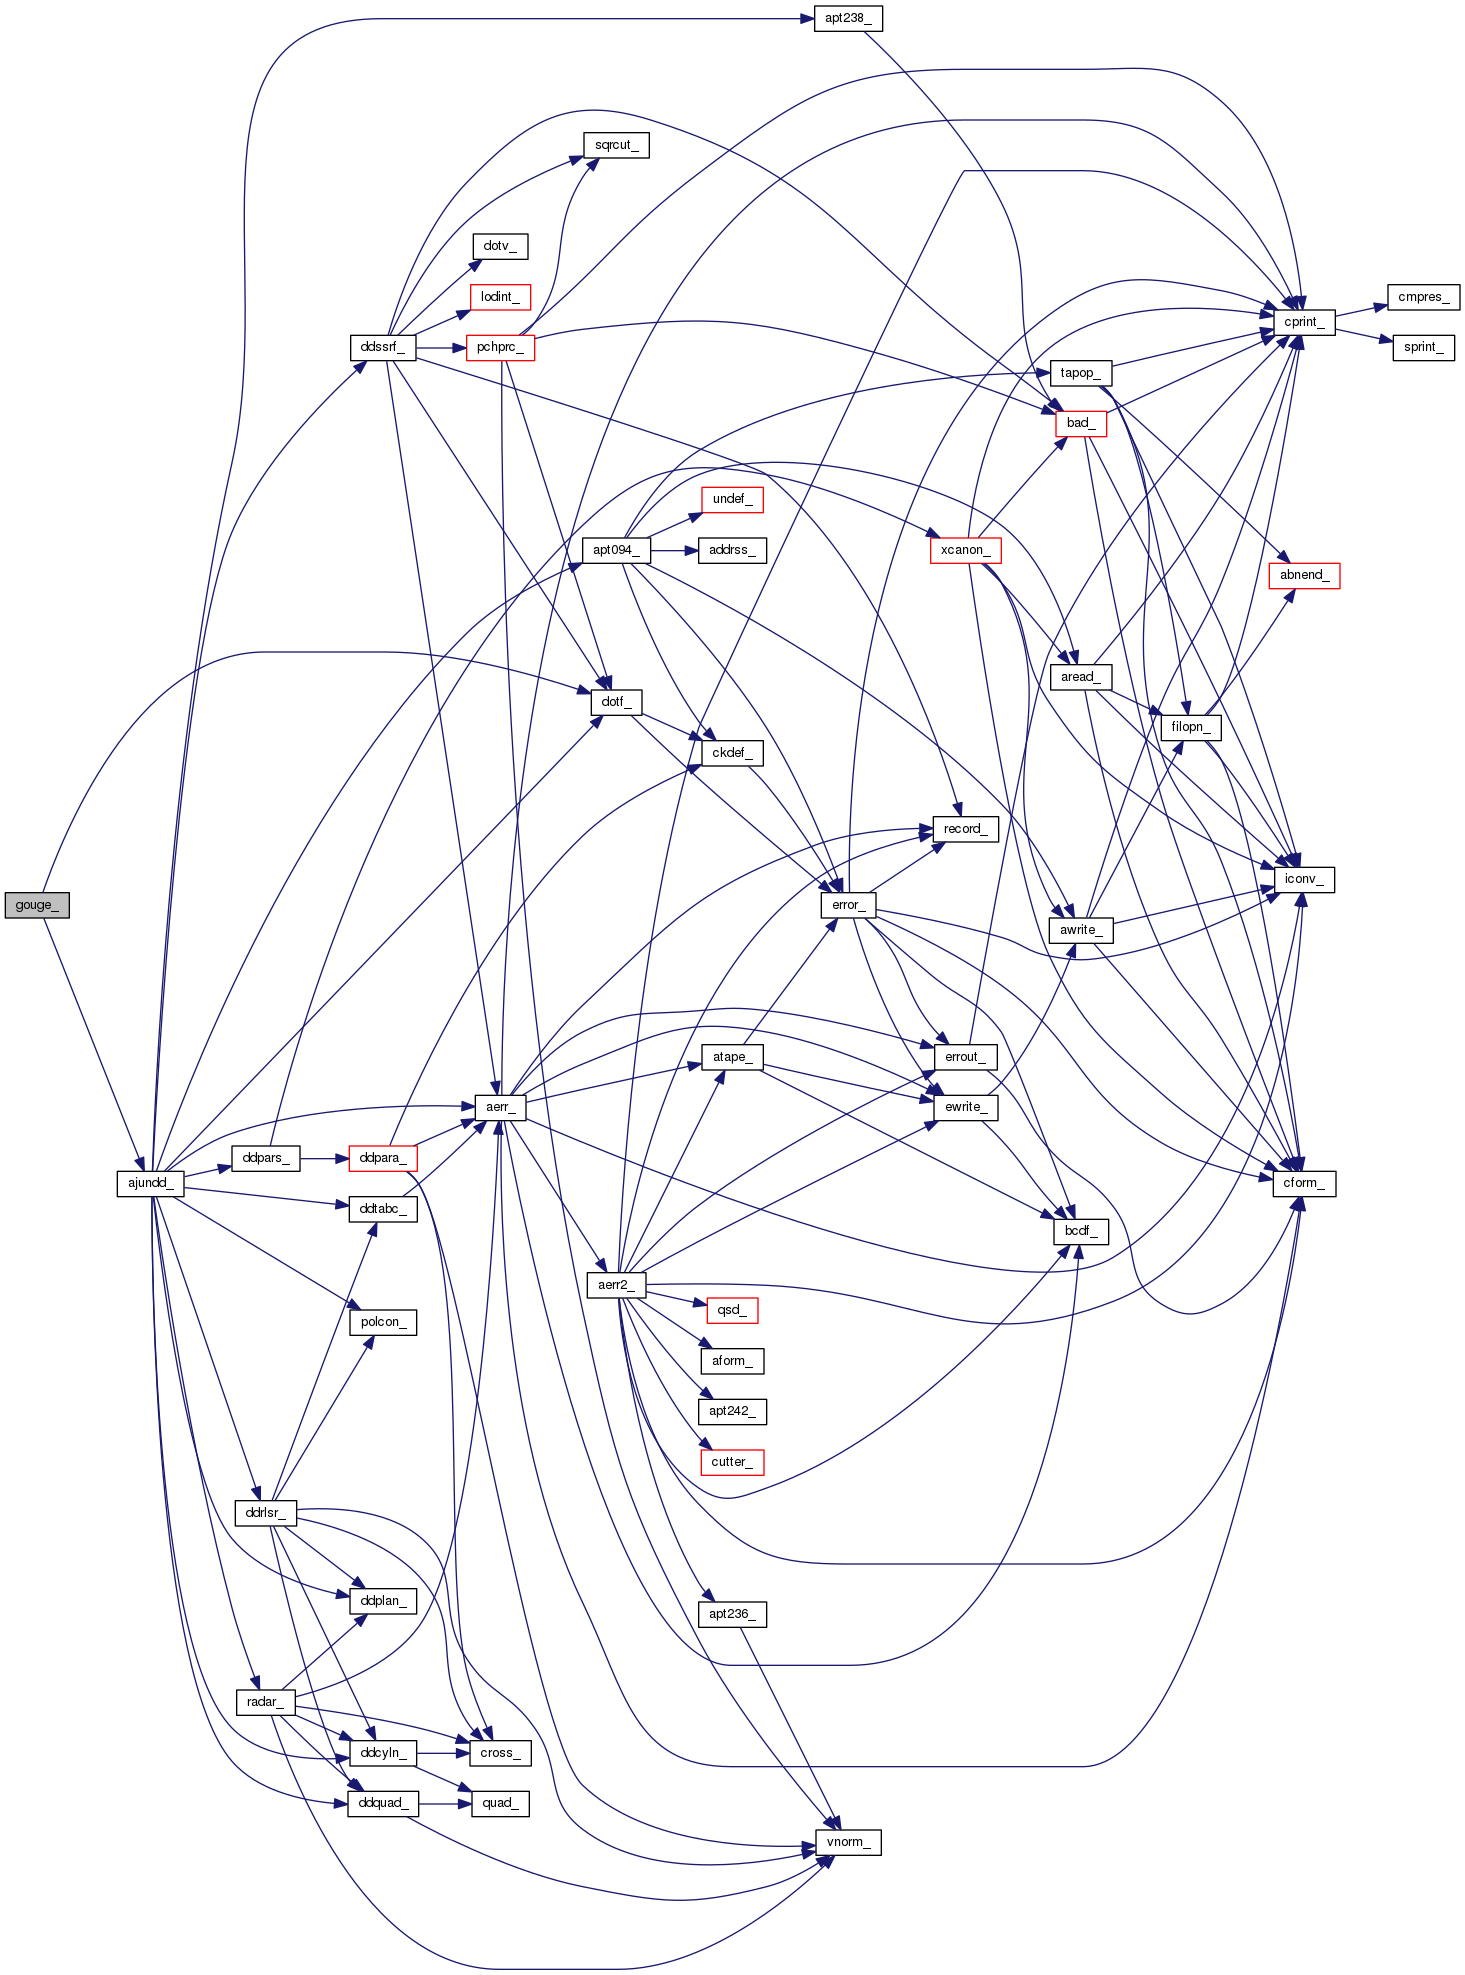 apt238_
sqrcut_
dotv_
lodint_
cmpres_
cprint_
ddssrf_
pchprc_
sprint_
tapop_
bad_
undef_
apt094_
addrss_
xcanon_
abnend_
aread_
dotf_
filopn_
ckdef_
record_
iconv_
gouge_
error_
awrite_
atape_
errout_
aerr_
ewrite_
ddpars_
ddpara_
ajundd_
cform_
ddtabc_
bcdf_
aerr2_
qsd_
polcon_
aform_
apt242_
cutter_
ddrlsr_
ddplan_
apt236_
radar_
ddcyln_
cross_
ddquad_
quad_
vnorm_